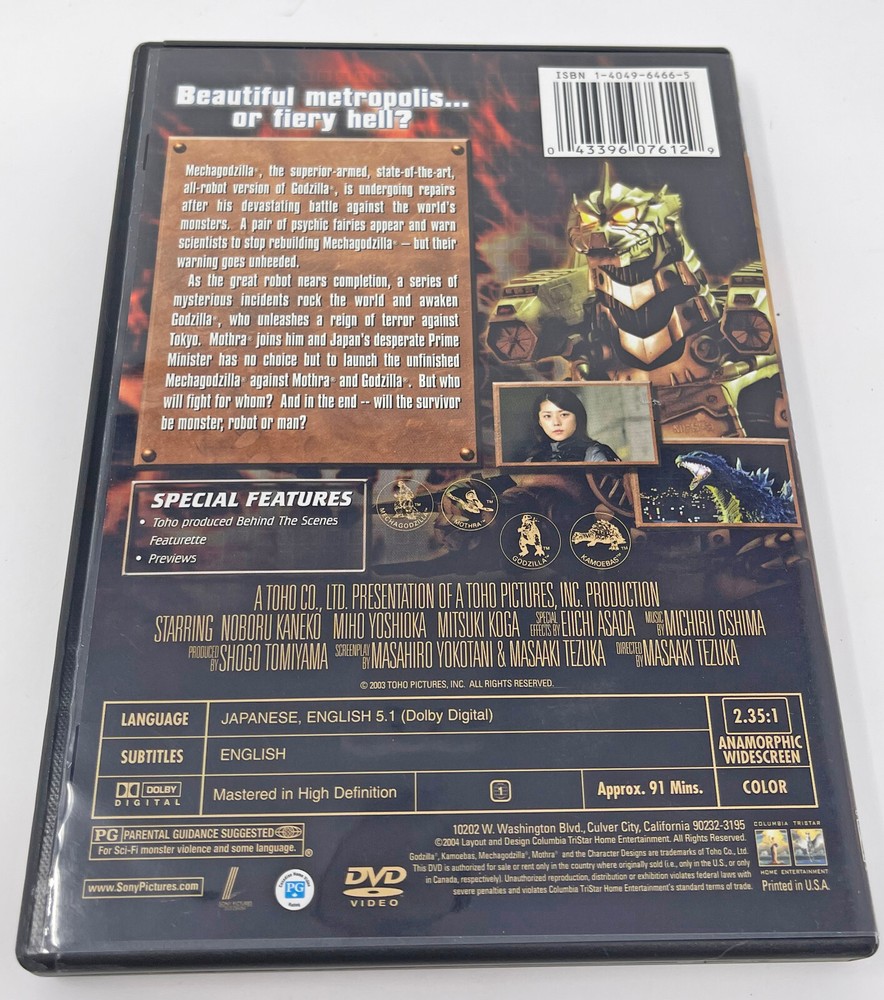 ISBN 1-4049-6466-5
0 43396 07612 9
Beautiful metropolis...
or fiery hell?
Mechagodzilla®, the superior-armed, state-of-the-art,
all-robot version of Godzilla®, is undergoing repairs
after his devastating battle against the world's
monsters. A pair of psychic fairies appear and warn
scientists to stop rebuilding Mechagodzilla® – but their
warning goes unheeded.
As the great robot nears completion, a series of
mysterious incidents rock the world and awaken
Godzilla®, who unleashes a reign of terror against
Tokyo. Mothra® joins him and Japan's desperate Prime
Minister has no choice but to launch the unfinished
Mechagodzilla® against Mothra® and Godzilla®. But who
will fight for whom? And in the end -- will the survivor
be monster, robot or man?
SPECIAL FEATURES
• Toho produced Behind The Scenes
Featurette
• Previews
MECHAGODZILLA™
MOTHRA™
GODZILLA™
KAMOEBAS™
A TOHO CO., LTD. PRESENTATION OF A TOHO PICTURES, INC. PRODUCTION
STARRING NOBORU KANEKO MIHO YOSHIOKA MITSUKI KOGA SPECIAL EFFECTS BY EIICHI ASADA MUSIC BY MICHIRU OSHIMA
PRODUCED BY SHOGO TOMIYAMA SCREENPLAY BY MASAHIRO YOKOTANI & MASAAKI TEZUKA DIRECTED BY MASAAKI TEZUKA
© 2003 TOHO PICTURES, INC. ALL RIGHTS RESERVED.
LANGUAGE JAPANESE, ENGLISH 5.1 (Dolby Digital)
SUBTITLES ENGLISH
2.35:1
ANAMORPHIC
WIDESCREEN
DOLBY
DIGITAL
Mastered in High Definition
1
Approx. 91 Mins.
COLOR
PG PARENTAL GUIDANCE SUGGESTED
For Sci-Fi monster violence and some language. ®
www.SonyPictures.com
SONY PICTURES
PG
DVD
VIDEO
10202 W. Washington Blvd., Culver City, California 90232-3195
©2004 Layout and Design Columbia TriStar Home Entertainment. All Rights Reserved.
Godzilla®, Kamoebas, Mechagodzilla®, Mothra® and the Character Designs are trademarks of Toho Co., Ltd.
This DVD is authorized for sale or rent only in the country where originally sold (i.e., only in the U.S., or only
in Canada, respectively). Unauthorized reproduction, distribution or exhibition violates federal laws with
severe penalties and violates Columbia TriStar Home Entertainment's standard terms of trade.
COLUMBIA TRISTAR
HOME ENTERTAINMENT
Printed in U.S.A.